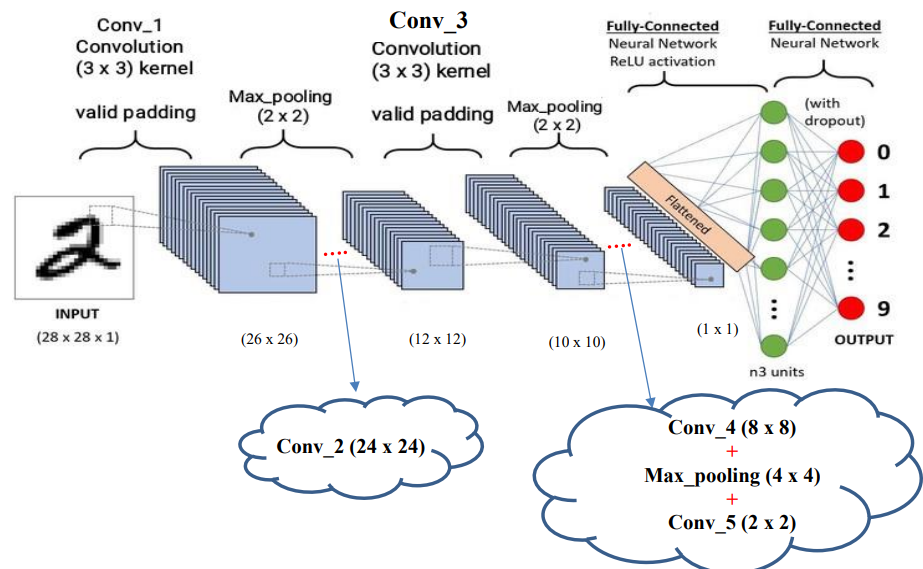 Conv_1
Convolution
(3 x 3) kernel
valid padding
Max_pooling
(2 x 2)
Conv_3
Convolution
(3 x 3) kernel
valid padding
Max_pooling
(2 x 2)
Fully-Connected
Neural Network
ReLU activation
Fully-Connected
Neural Network
(with
dropout)
Flattened
0
1
2
9
OUTPUT
n3 units
INPUT
(28 x 28 x 1)
(26 x 26)
(12 x 12)
(10 x 10)
(1 x 1)
Conv_2 (24 x 24)
Conv_4 (8 x 8)
+
Max_pooling (4 x 4)
+
Conv_5 (2 x 2)